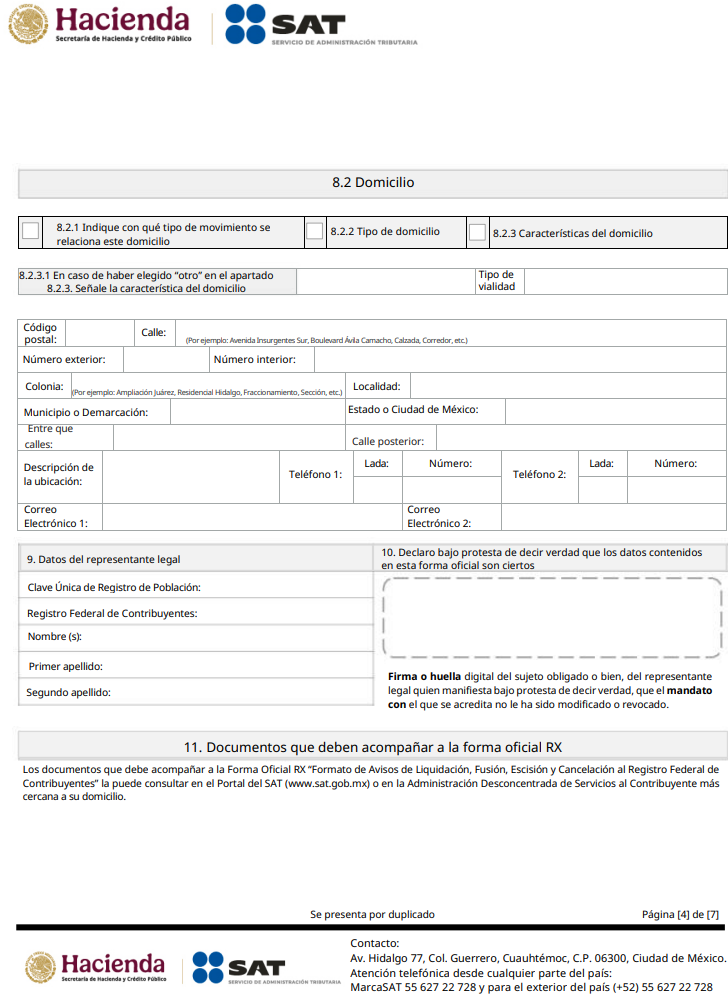 Hacienda
Secretaría de Hacienda y Crédito Público
SAT
SERVICIO DE ADMINISTRACIÓN TRIBUTARIA
8.2 Domicilio
8.2.1 Indique con qué tipo de movimiento se
relaciona este domicilio
8.2.2 Tipo de domicilio
8.2.3 Características del domicilio
8.2.3.1 En caso de haber elegido “otro” en el apartado
8.2.3. Señale la característica del domicilio
Tipo de
vialidad
Código
postal:
Calle:
(Por ejemplo: Avenida Insurgentes Sur, Boulevard Ávila Camacho, Calzada, Corredor, etc.)
Número exterior:
Número interior:
Colonia:
(Por ejemplo: Ampliación Juárez, Residencial Hidalgo, Fraccionamiento, Sección, etc.)
Localidad:
Municipio o Demarcación:
Estado o Ciudad de México:
Entre que
calles:
Calle posterior:
Descripción de
la ubicación:
Teléfono 1:
Lada:
Número:
Teléfono 2:
Lada:
Número:
Correo
Electrónico 1:
Correo
Electrónico 2:
9. Datos del representante legal
10. Declaro bajo protesta de decir verdad que los datos contenidos
en esta forma oficial son ciertos
Clave Única de Registro de Población:
Registro Federal de Contribuyentes:
Nombre (s):
Primer apellido:
Segundo apellido:
Firma o huella digital del sujeto obligado o bien, del representante
legal quien manifiesta bajo protesta de decir verdad, que el mandato
con el que se acredita no le ha sido modificado o revocado.
11. Documentos que deben acompañar a la forma oficial RX
Los documentos que debe acompañar a la Forma Oficial RX “Formato de Avisos de Liquidación, Fusión, Escisión y Cancelación al Registro Federal de
Contribuyentes” la puede consultar en el Portal del SAT (www.sat.gob.mx) o en la Administración Desconcentrada de Servicios al Contribuyente más
cercana a su domicilio.
Se presenta por duplicado
Página [4] de [7]
Hacienda
Secretaría de Hacienda y Crédito Público
SAT
SERVICIO DE ADMINISTRACIÓN TRIBUTARIA
Contacto:
Av. Hidalgo 77, Col. Guerrero, Cuauhtémoc, C.P. 06300, Ciudad de México.
Atención telefónica desde cualquier parte del país:
MarcaSAT 55 627 22 728 y para el exterior del país (+52) 55 627 22 728